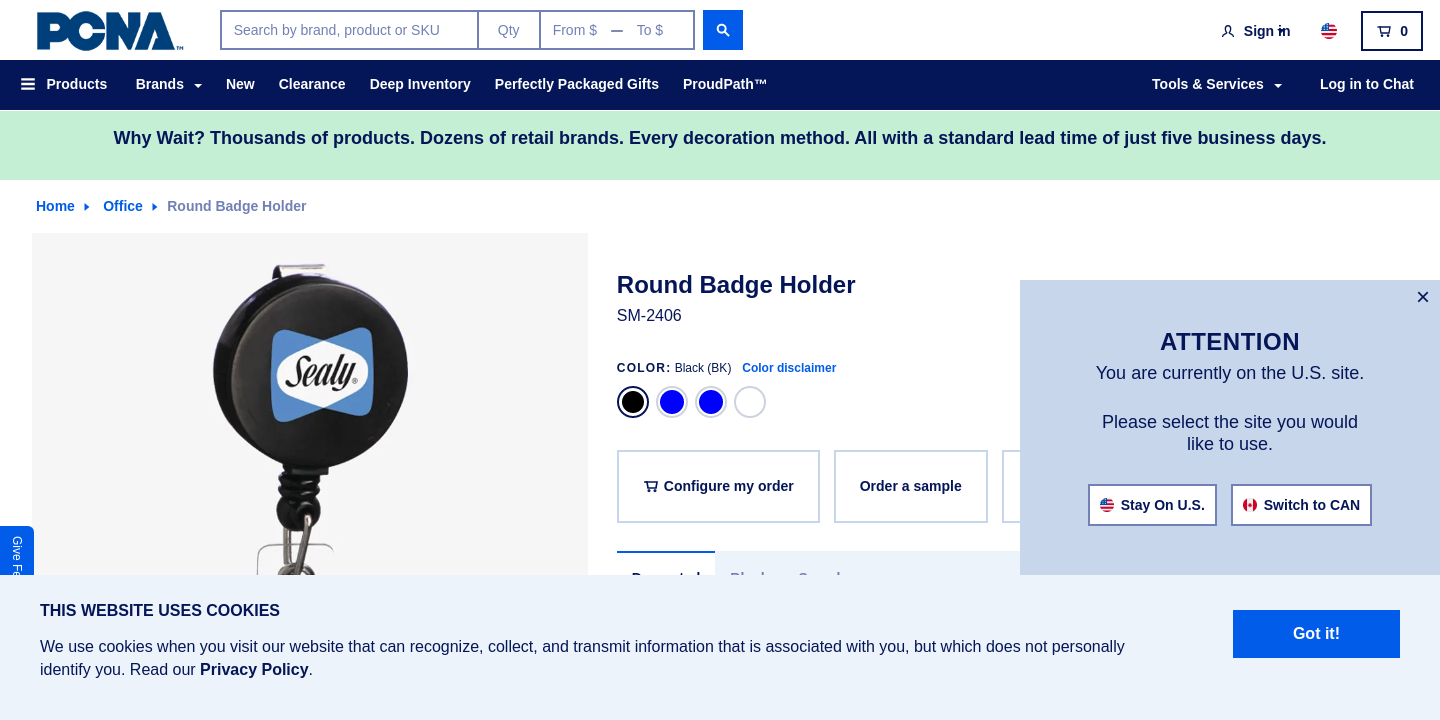 PCNA™
Search by brand, product or SKU
Qty
From $ — To $
Sign in
0
Products
Brands
New
Clearance
Deep Inventory
Perfectly Packaged Gifts
ProudPath™
Tools & Services
Log in to Chat
Why Wait? Thousands of products. Dozens of retail brands. Every decoration method. All with a standard lead time of just five business days.
Home
Office
Round Badge Holder
Sealy®
Round Badge Holder
SM-2406
COLOR: Black (BK) Color disclaimer
Configure my order
Order a sample
×
ATTENTION
You are currently on the U.S. site.
Please select the site you would
like to use.
Stay On U.S.
Switch to CAN
Give
THIS WEBSITE USES COOKIES
We use cookies when you visit our website that can recognize, collect, and transmit information that is associated with you, but which does not personally
identify you. Read our Privacy Policy.
Got it!